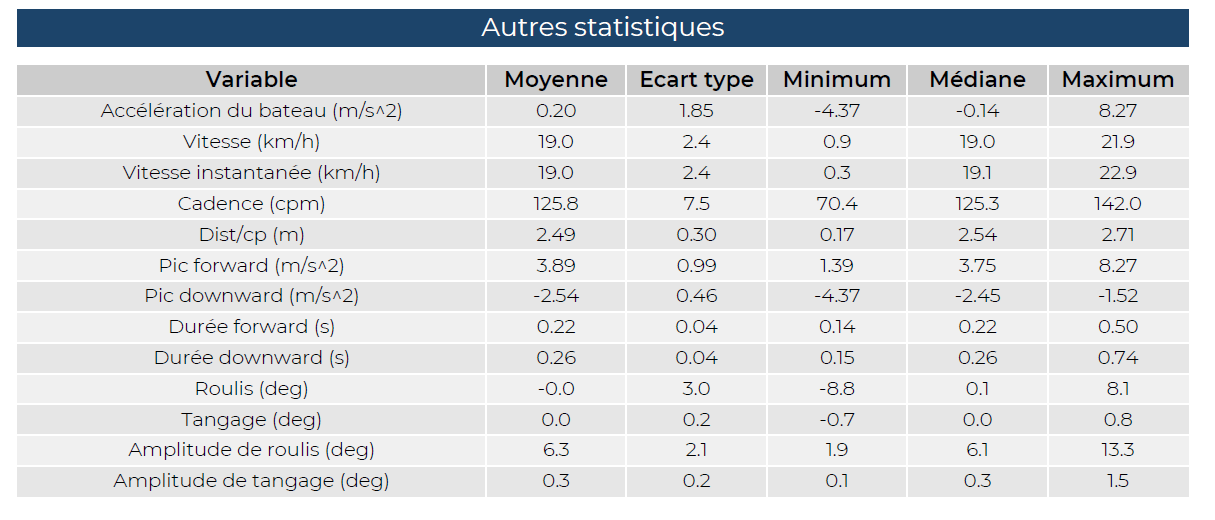 Autres statistiques
Variable Moyenne Ecart type Minimum Médiane Maximum
Accélération du bateau (m/s^2) 0.20 1.85 -4.37 -0.14 8.27
Vitesse (km/h) 19.0 2.4 0.9 19.0 21.9
Vitesse instantanée (km/h) 19.0 2.4 0.3 19.1 22.9
Cadence (cpm) 125.8 7.5 70.4 125.3 142.0
Dist/cp (m) 2.49 0.30 0.17 2.54 2.71
Pic forward (m/s^2) 3.89 0.99 1.39 3.75 8.27
Pic downward (m/s^2) -2.54 0.46 -4.37 -2.45 -1.52
Durée forward (s) 0.22 0.04 0.14 0.22 0.50
Durée downward (s) 0.26 0.04 0.15 0.26 0.74
Roulis (deg) -0.0 3.0 -8.8 0.1 8.1
Tangage (deg) 0.0 0.2 -0.7 0.0 0.8
Amplitude de roulis (deg) 6.3 2.1 1.9 6.1 13.3
Amplitude de tangage (deg) 0.3 0.2 0.1 0.3 1.5